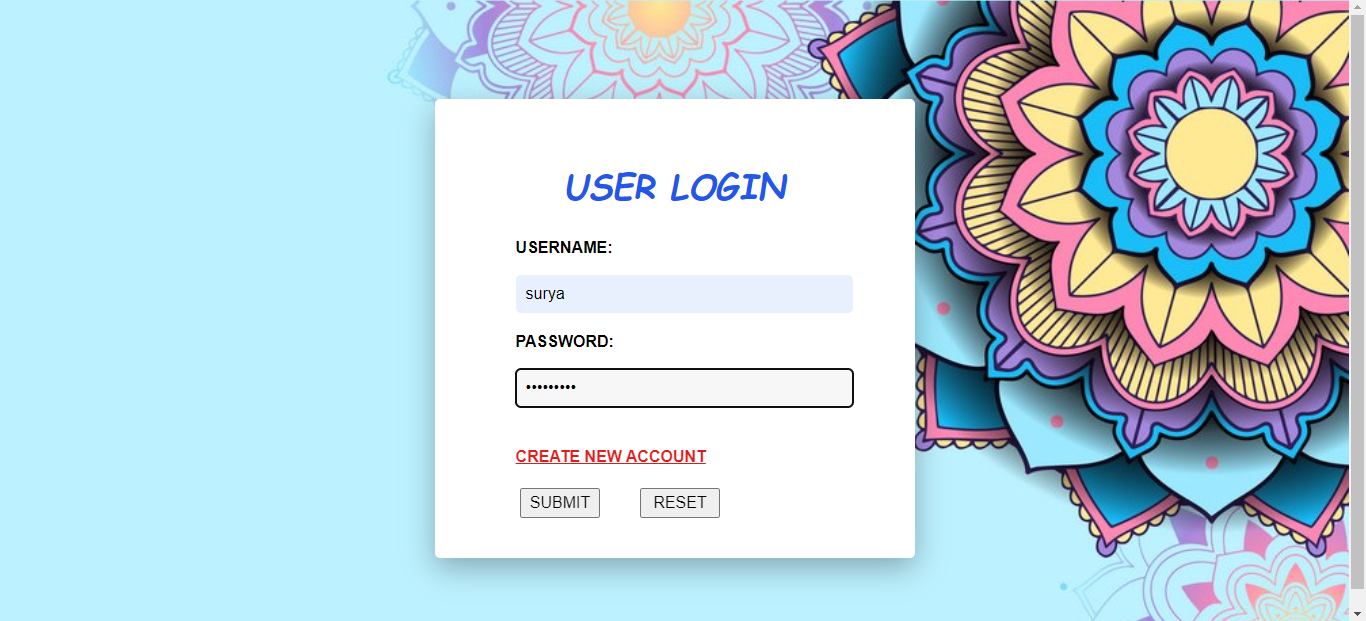 USER LOGIN
USERNAME:
surya
PASSWORD:
•••••••••
CREATE NEW ACCOUNT
SUBMIT RESET